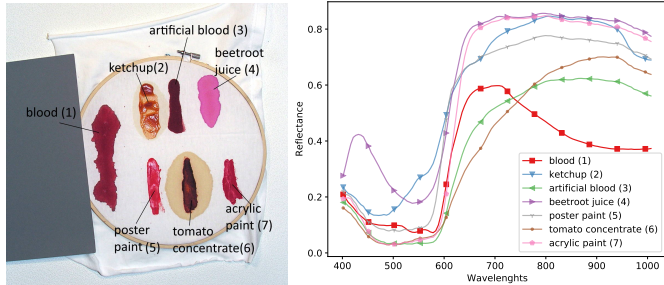 artificial blood (3)
beetroot
juice (4)
ketchup(2)
blood (1)
poster
paint (5)
tomato
concentrate(6)
acrylic
paint (7)
Reflectance
0.8
0.6
0.4
0.2
0.0
400
500
600
700
800
900
1000
Wavelenghts
blood (1)
ketchup (2)
artificial blood (3)
beetroot juice (4)
poster paint (5)
tomato concentrate (6)
acrylic paint (7)